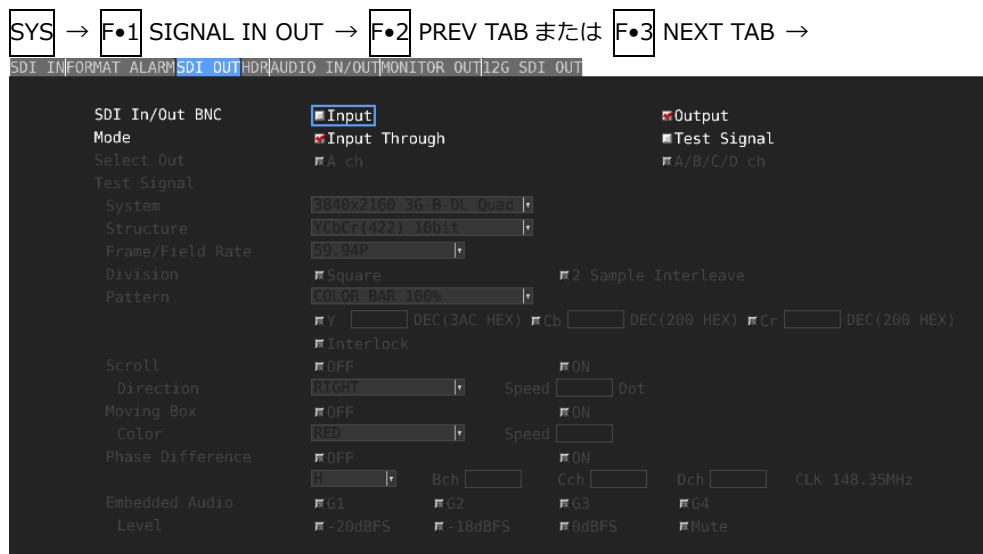 SYS → F•1 SIGNAL IN OUT → F•2 PREV TAB または F•3 NEXT TAB →
SDI IN FORMAT ALARM SDI OUT HDR AUDIO IN/OUT MONITOR OUT 12G SDI OUT
SDI In/Out BNC Input Output
Mode Input Through Test Signal
Select Out A ch A/B/C/D ch
Test Signal
System 3840x2160 3G-B-DL Quad
Structure YCbCr(422) 10bit
Frame/Field Rate 59.94P
Division Square 2 Sample Interleave
Pattern COLOR BAR 100%
Y DEC(3AC HEX) Cb DEC(200 HEX) Cr DEC(200 HEX)
Interlock
Scroll OFF ON
Direction RIGHT Speed Dot
Moving Box OFF ON
Color RED Speed
Phase Difference OFF ON
H Bch Cch Dch CLK 148.35MHz
Embedded Audio G1 G2 G3 G4
Level -20dBFS -18dBFS 0dBFS Mute